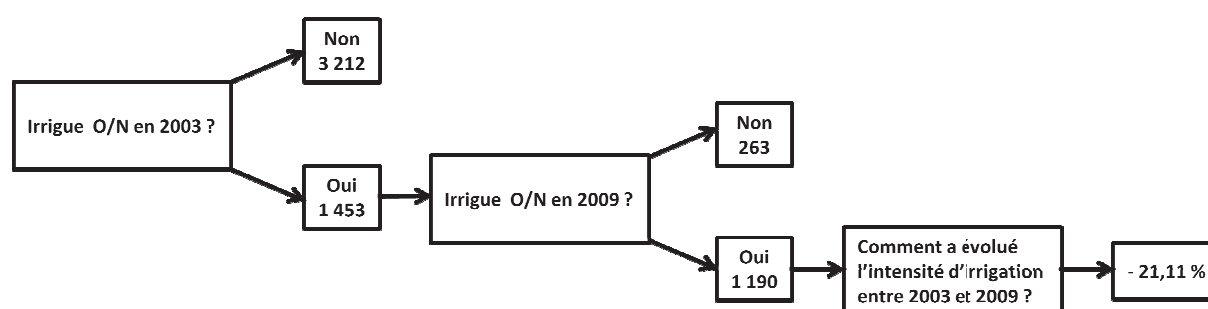 Non
3 212
Irrigue O/N en 2003 ?
Oui
1 453
Irrigue O/N en 2009 ?
Non
263
Oui
1 190
Comment a évolué
l’intensité d’irrigation
entre 2003 et 2009 ?
- 21,11 %